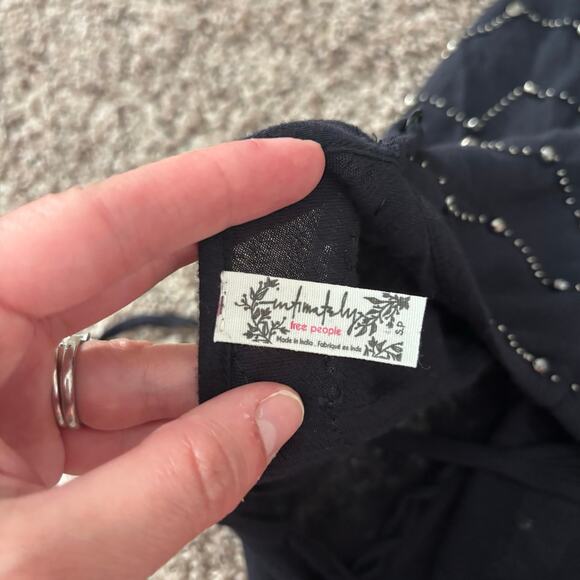 intimately
free people
Made in India . Fabriqué en Inde
S.P